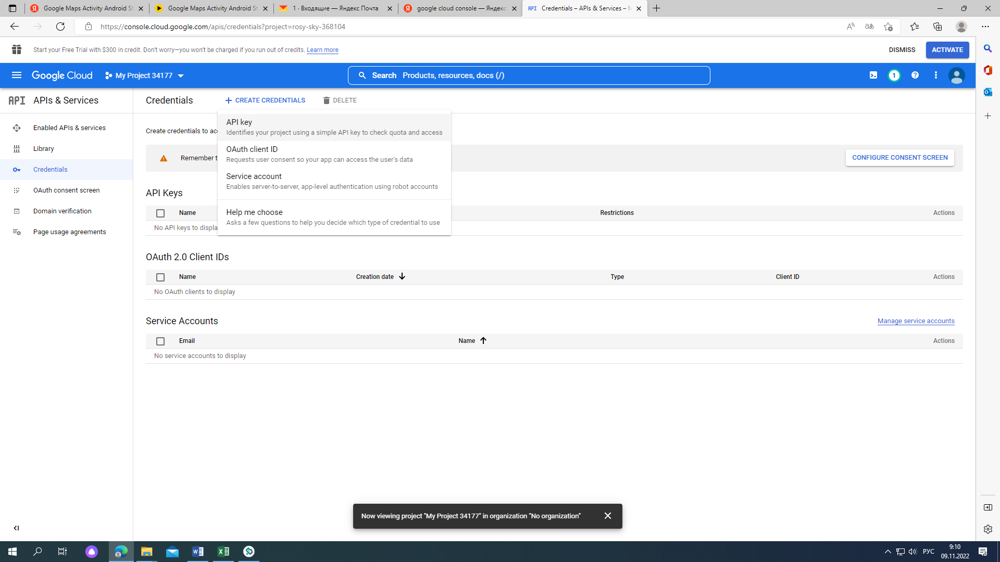 Google Maps Activity Android St
Google Maps Activity Android St
1 · Входящие — Яндекс Почта
google cloud console — Яндекс
API Credentials – APIs & Services – M
https://console.cloud.google.com/apis/credentials?project=rosy-sky-368104
Start your Free Trial with $300 in credit. Don't worry—you won't be charged if you run out of credits. Learn more
DISMISS
ACTIVATE
Google Cloud
My Project 34177
Search Products, resources, docs (/)
1
API APIs & Services
Credentials
CREATE CREDENTIALS
DELETE
Enabled APIs & services
Library
Credentials
OAuth consent screen
Domain verification
Page usage agreements
Create credentials to acc
API key
Identifies your project using a simple API key to check quota and access
OAuth client ID
Requests user consent so your app can access the user's data
Service account
Enables server-to-server, app-level authentication using robot accounts
Help me choose
Asks a few questions to help you decide which type of credential to use
Remember t
CONFIGURE CONSENT SCREEN
API Keys
Name
Restrictions
Actions
No API keys to displa
OAuth 2.0 Client IDs
Name
Creation date
Type
Client ID
Actions
No OAuth clients to display
Service Accounts
Manage service accounts
Email
Name
Actions
No service accounts to display
Now viewing project "My Project 34177" in organization "No organization"
РУС
9:10
09.11.2022